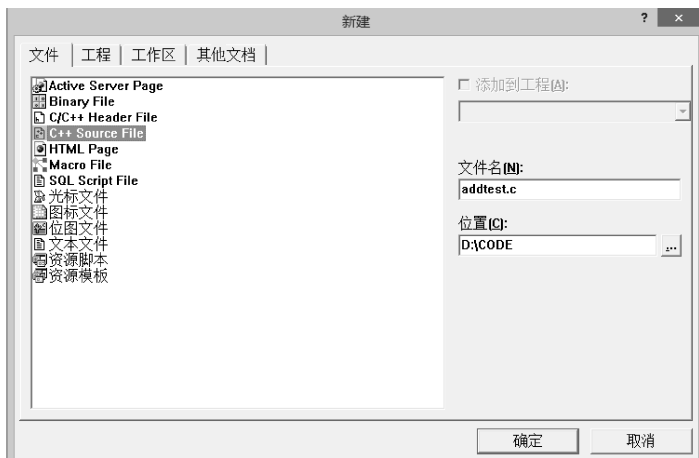 新建
? ×
文件 工程 工作区 其他文档
Active Server Page
Binary File
C/C++ Header File
C++ Source File
HTML Page
Macro File
SQL Script File
光标文件
图标文件
位图文件
文本文件
资源脚本
资源模板
添加到工程(A):
文件名(N):
addtest.c
位置(C):
D:\CODE
...
确定 取消